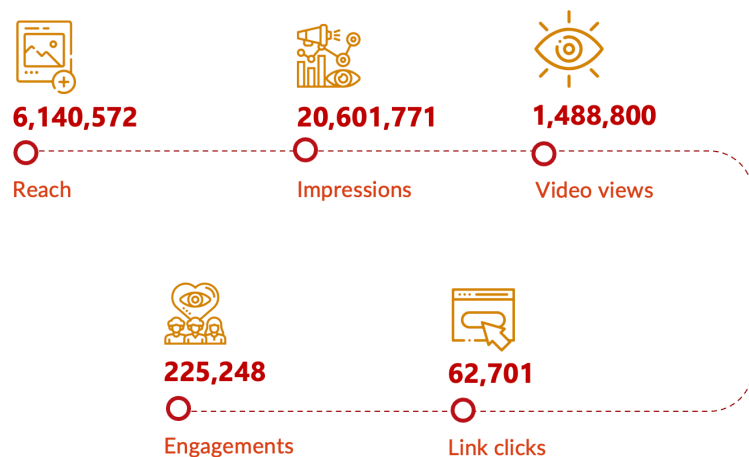 6,140,572
Reach
20,601,771
Impressions
1,488,800
Video views
225,248
Engagements
62,701
Link clicks